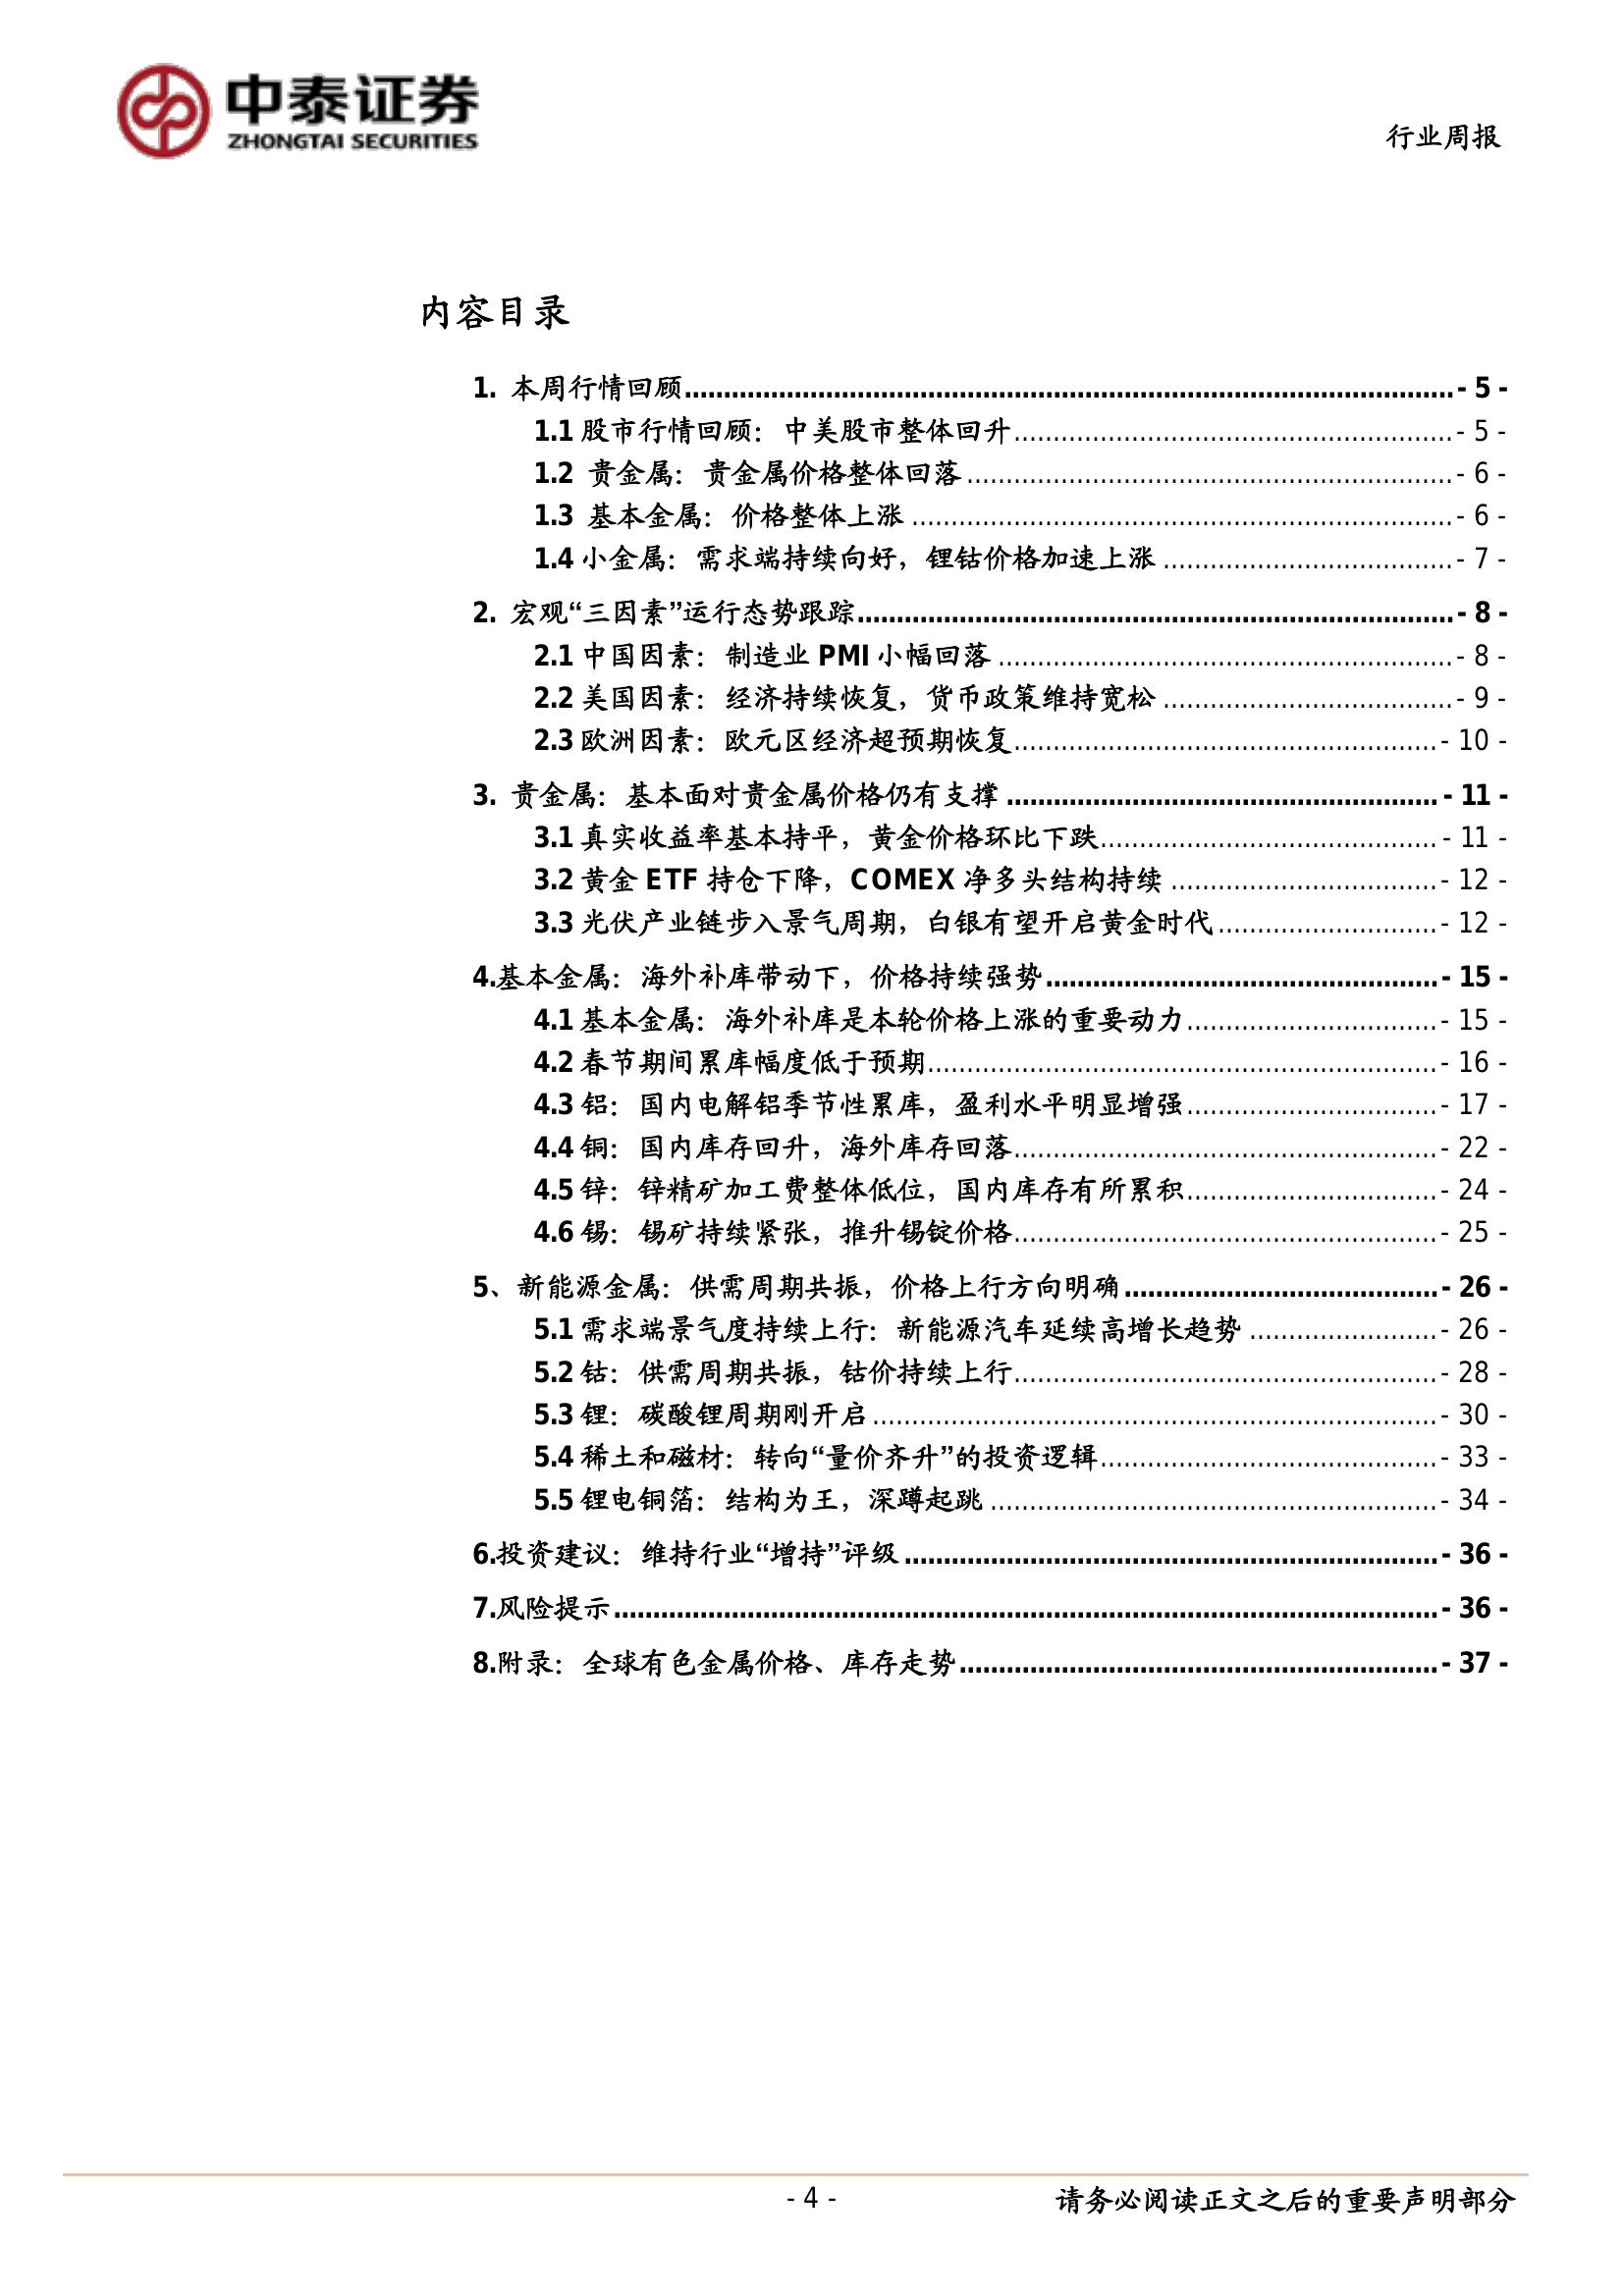 中泰证券
ZHONGTAI SECURITIES
行业周报
内容目录
1. 本周行情回顾...........................................................- 5 -
1.1 股市行情回顾：中美股市整体回升...........................................................- 5 -
1.2 贵金属：贵金属价格整体回落...........................................................- 6 -
1.3 基本金属：价格整体上涨...........................................................- 6 -
1.4 小金属：需求端持续向好，锂钴价格加速上涨...........................................................- 7 -
2. 宏观“三因素”运行态势跟踪...........................................................- 8 -
2.1 中国因素：制造业 PMI 小幅回落...........................................................- 8 -
2.2 美国因素：经济持续恢复，货币政策维持宽松...........................................................- 9 -
2.3 欧洲因素：欧元区经济超预期恢复...........................................................- 10 -
3. 贵金属：基本面对贵金属价格仍有支撑...........................................................- 11 -
3.1 真实收益率基本持平，黄金价格环比下跌...........................................................- 11 -
3.2 黄金 ETF 持仓下降，COMEX 净多头结构持续...........................................................- 12 -
3.3 光伏产业链步入景气周期，白银有望开启黄金时代...........................................................- 12 -
4.基本金属：海外补库带动下，价格持续强势...........................................................- 15 -
4.1 基本金属：海外补库是本轮价格上涨的重要动力...........................................................- 15 -
4.2 春节期间累库幅度低于预期...........................................................- 16 -
4.3 铝：国内电解铝季节性累库，盈利水平明显增强...........................................................- 17 -
4.4 铜：国内库存回升，海外库存回落...........................................................- 22 -
4.5 锌：锌精矿加工费整体低位，国内库存有所累积...........................................................- 24 -
4.6 锡：锡矿持续紧张，推升锡锭价格...........................................................- 25 -
5、新能源金属：供需周期共振，价格上行方向明确...........................................................- 26 -
5.1 需求端景气度持续上行：新能源汽车延续高增长趋势...........................................................- 26 -
5.2 钴：供需周期共振，钴价持续上行...........................................................- 28 -
5.3 锂：碳酸锂周期刚开启...........................................................- 30 -
5.4 稀土和磁材：转向“量价齐升”的投资逻辑...........................................................- 33 -
5.5 锂电铜箔：结构为王，深蹲起跳...........................................................- 34 -
6.投资建议：维持行业“增持”评级...........................................................- 36 -
7.风险提示...........................................................- 36 -
8.附录：全球有色金属价格、库存走势...........................................................- 37 -
- 4 -
请务必阅读正文之后的重要声明部分